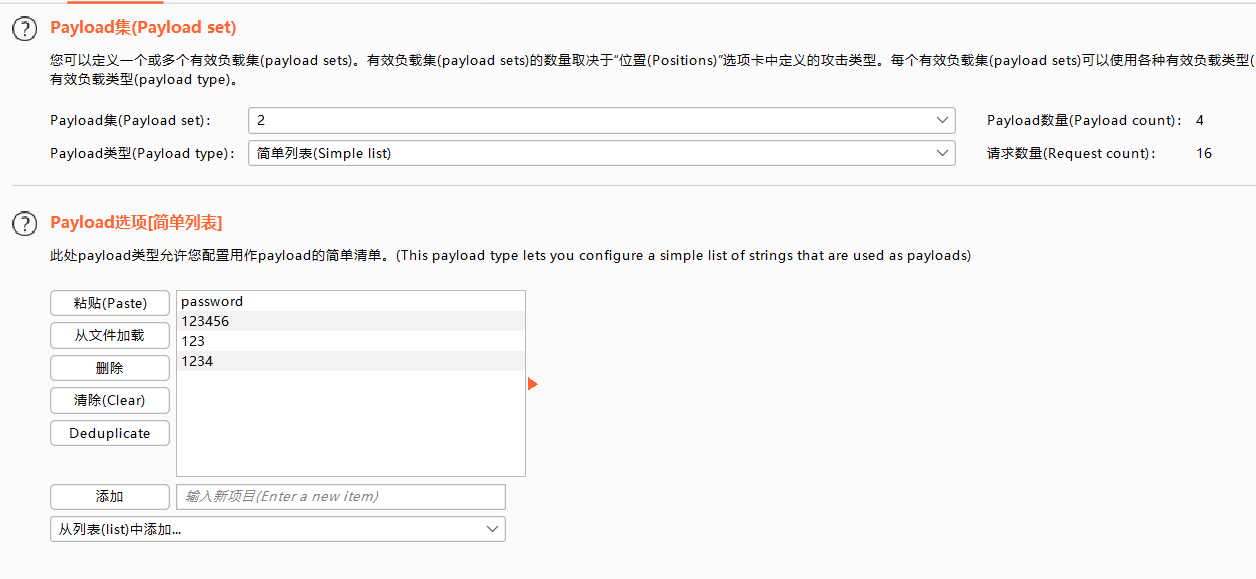 Payload集(Payload set)
您可以定义一个或多个有效负载集(payload sets)。有效负载集(payload sets)的数量取决于“位置(Positions)”选项卡中定义的攻击类型。每个有效负载集(payload sets)可以使用各种有效负载类型(
有效负载类型(payload type)。
Payload集(Payload set): 2 Payload数量(Payload count): 4
Payload类型(Payload type): 简单列表(Simple list) 请求数量(Request count): 16
Payload选项[简单列表]
此处payload类型允许您配置用作payload的简单清单。(This payload type lets you configure a simple list of strings that are used as payloads)
粘贴(Paste) password
123456
从文件加载 123
1234
删除
清除(Clear)
Deduplicate
添加 输入新项目(Enter a new item)
从列表(list)中添加...